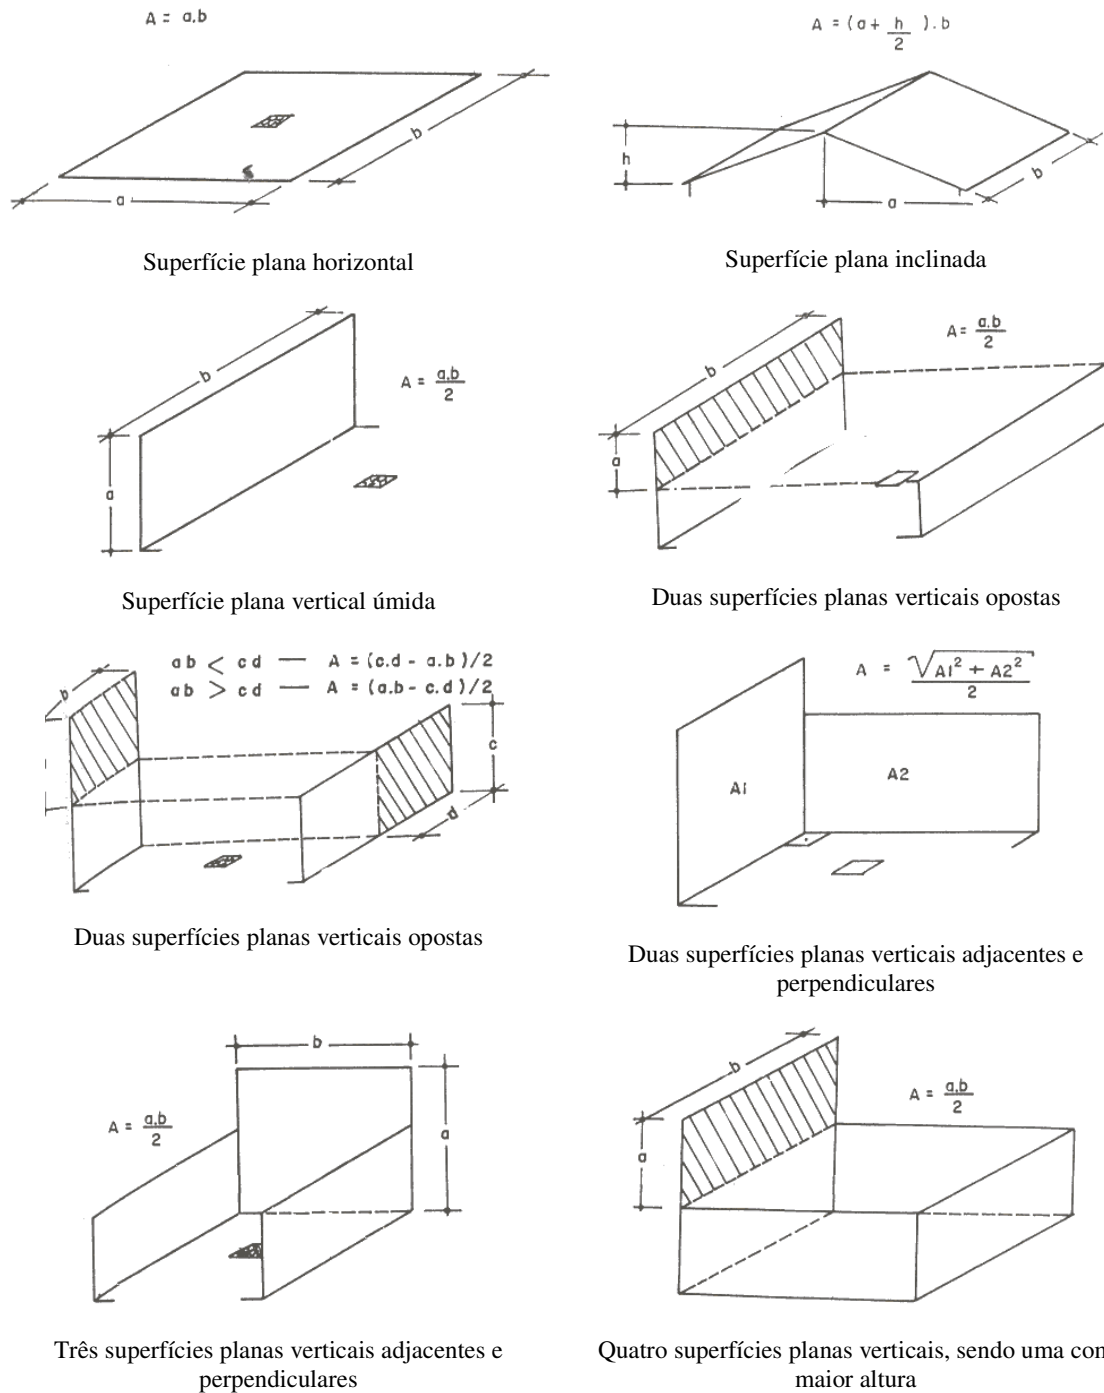 A = a.b
a
b
Superfície plana horizontal
A = (a + h/2).b
h
a
b
Superfície plana inclinada
b
a
A = a.b/2
Superfície plana vertical úmida
b
a
A = a.b/2
Duas superfícies planas verticais opostas
ab < cd — A = (c.d - a.b)/2
ab > cd — A = (a.b - c.d)/2
b
c
d
Duas superfícies planas verticais opostas
A = √A1² + A2²/2
A1
A2
Duas superfícies planas verticais adjacentes e
perpendiculares
b
a
A = a.b/2
Três superfícies planas verticais adjacentes e
perpendiculares
b
a
A = a.b/2
Quatro superfícies planas verticais, sendo uma con
maior altura